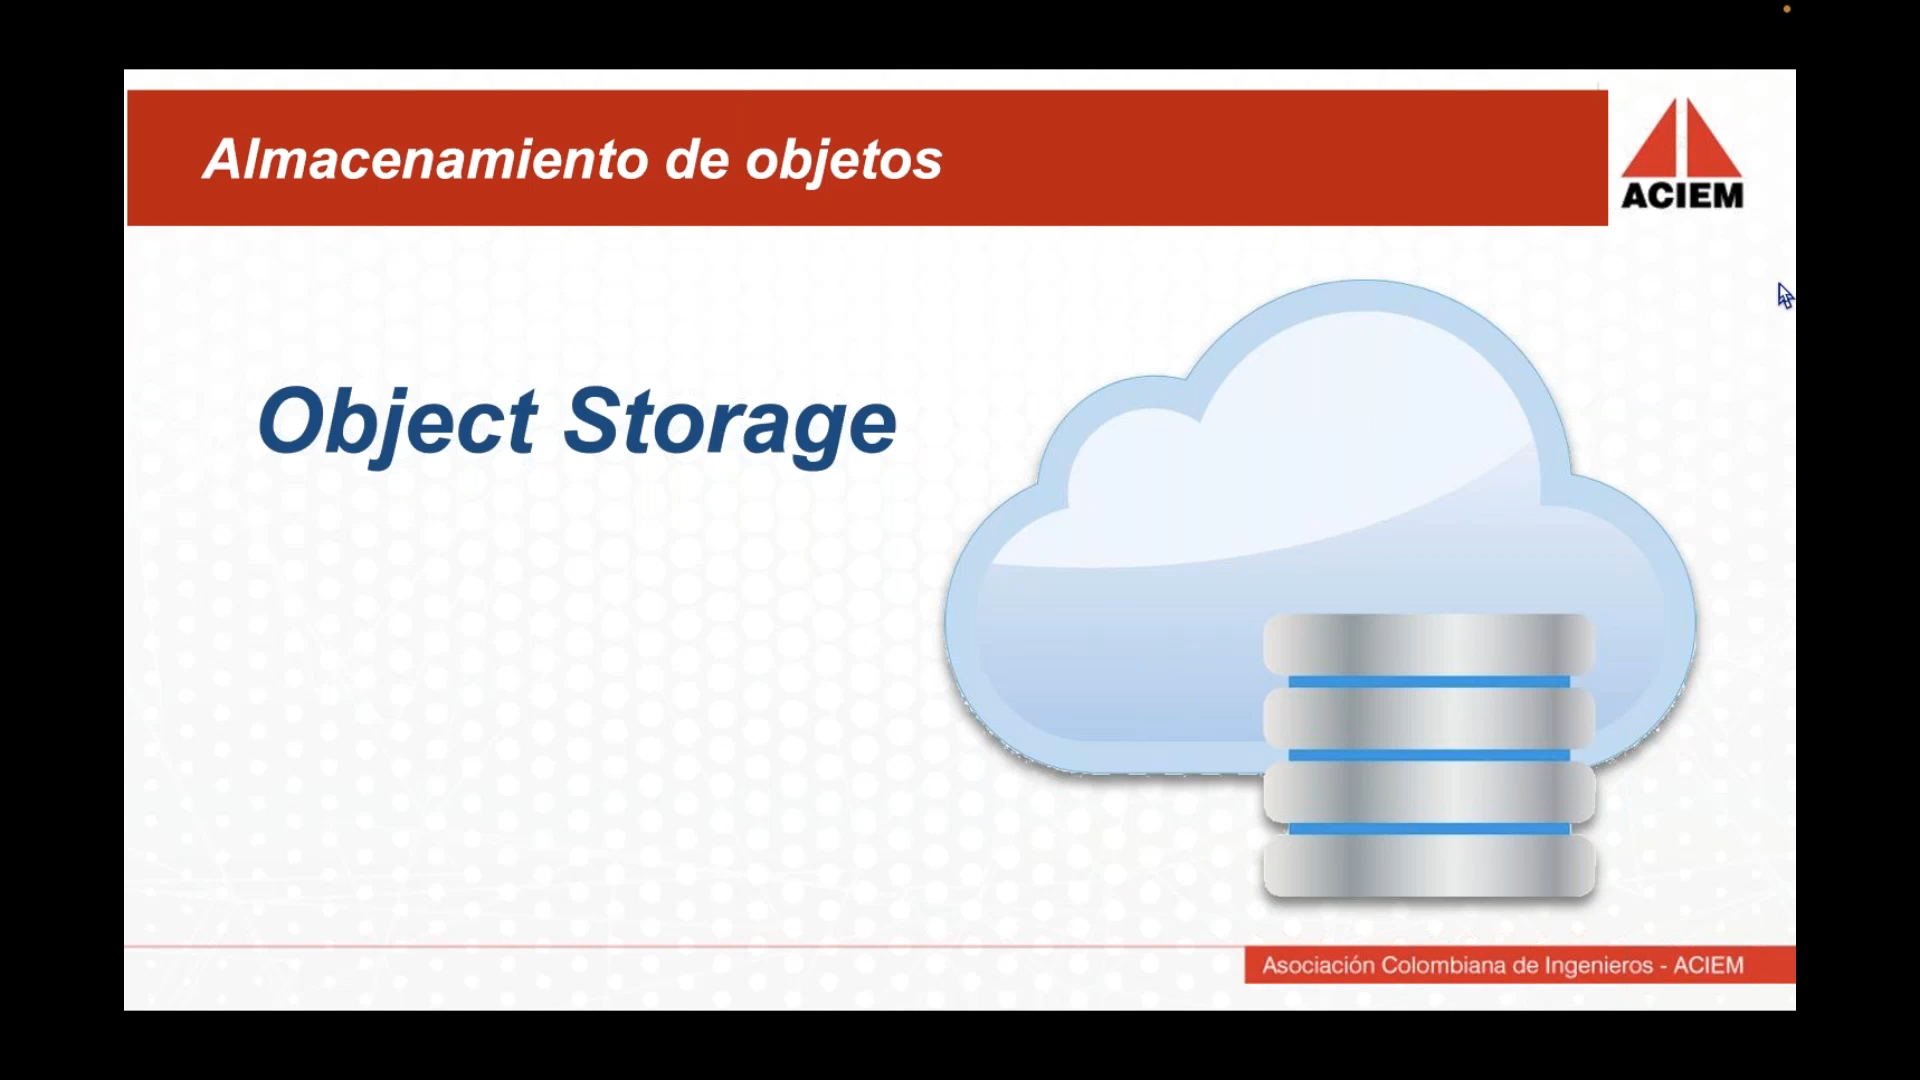 Almacenamiento de objetos
ACIEM
Object Storage
Asociación Colombiana de Ingenieros - ACIEM